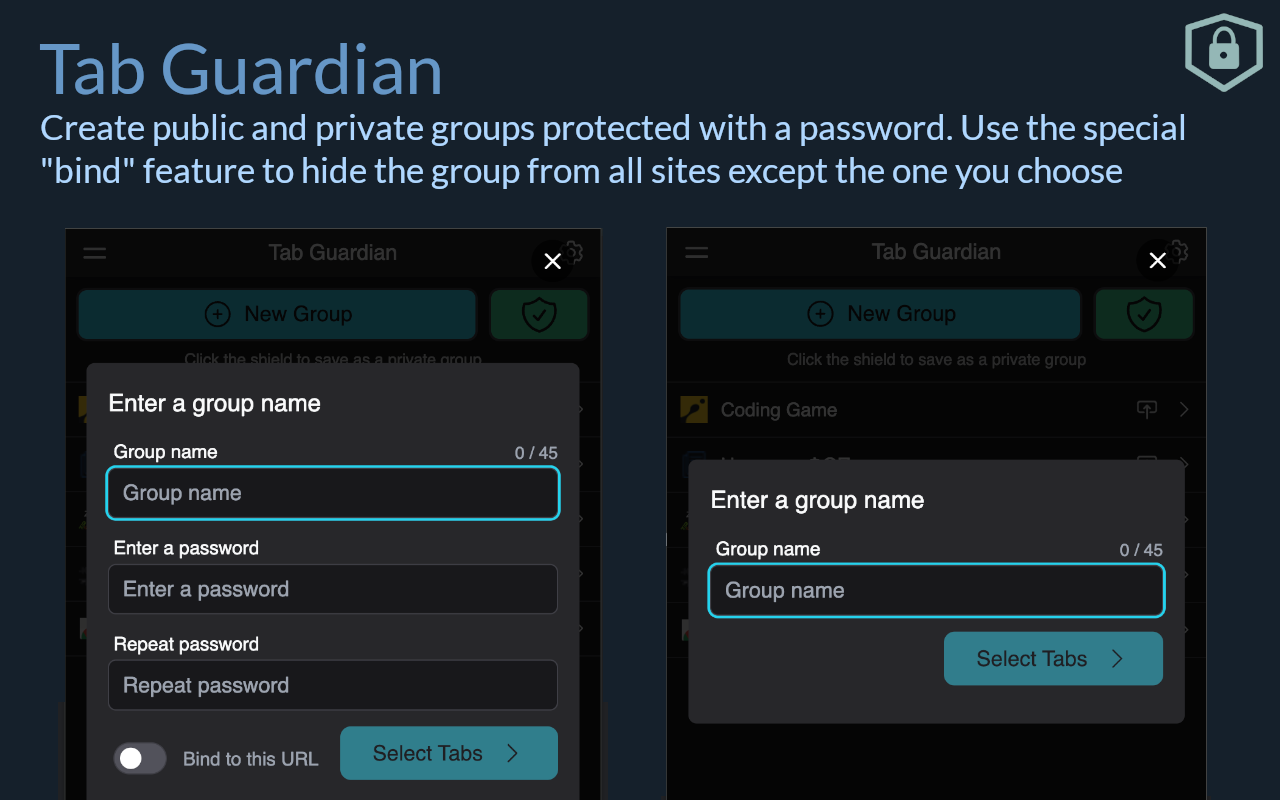 Tab Guardian
Create public and private groups protected with a password. Use the special
"bind" feature to hide the group from all sites except the one you choose
Tab Guardian
New Group
Click the shield to save as a private group
Enter a group name
Group name 0 / 45
Group name
Enter a password
Enter a password
Repeat password
Repeat password
Bind to this URL
Select Tabs
Tab Guardian
New Group
Click the shield to save as a private group
Coding Game
Enter a group name
Group name 0 / 45
Group name
Select Tabs